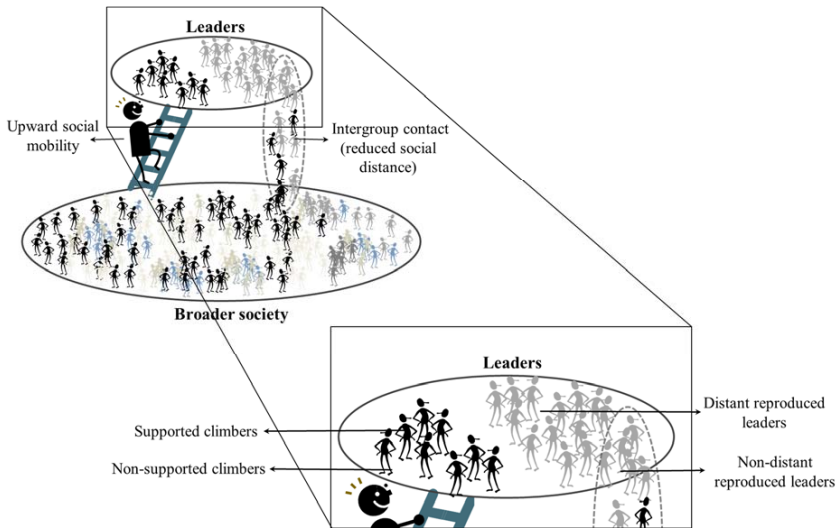 Leaders
Upward social
mobility
Intergroup contact
(reduced social
distance)
Broader society
Leaders
Distant reproduced
leaders
Supported climbers
Non-supported climbers
Non-distant
reproduced leaders